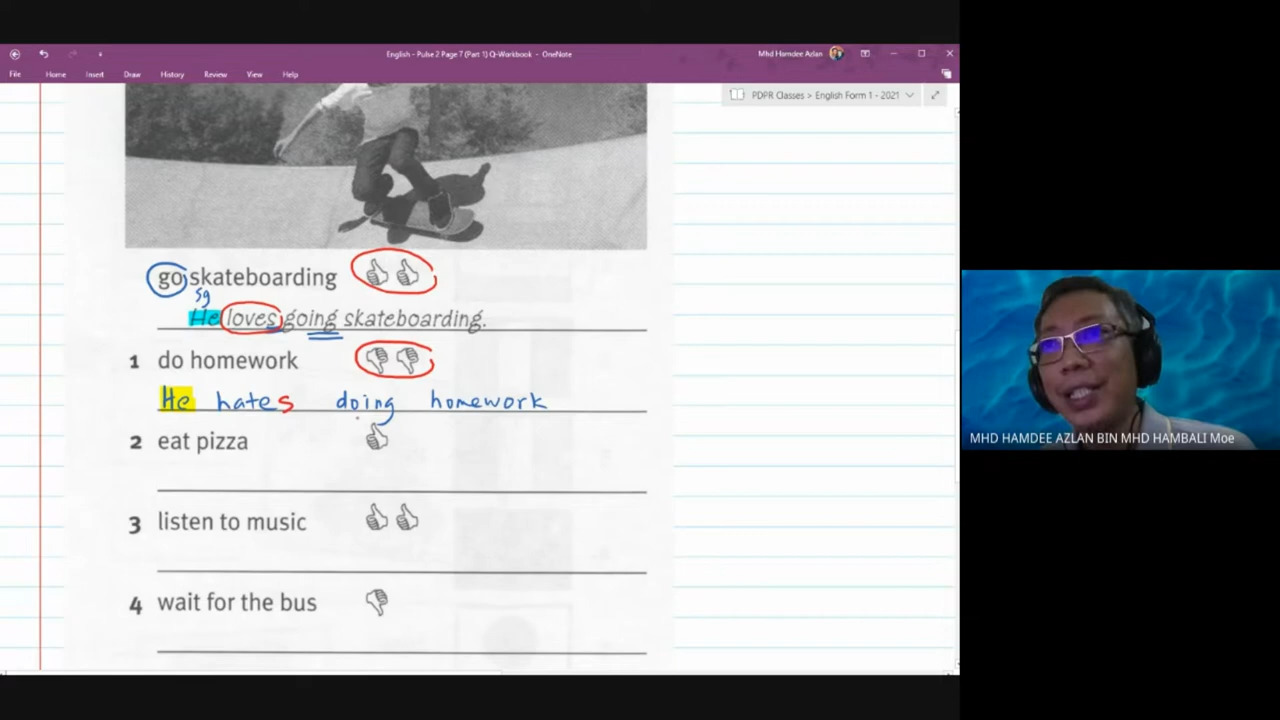 English - Pulse 2 Page 7 (Part 1) Q-Workbook - OneNote
Mhd Hamdee Azlan
File Home Insert Draw History Review View Help
PDPR Classes > English Form 1 - 2021
go skateboarding
sg
He loves going skateboarding.
1 do homework
He hates doing homework
2 eat pizza
3 listen to music
4 wait for the bus
MHD HAMDEE AZLAN BIN MHD HAMBALI Moe